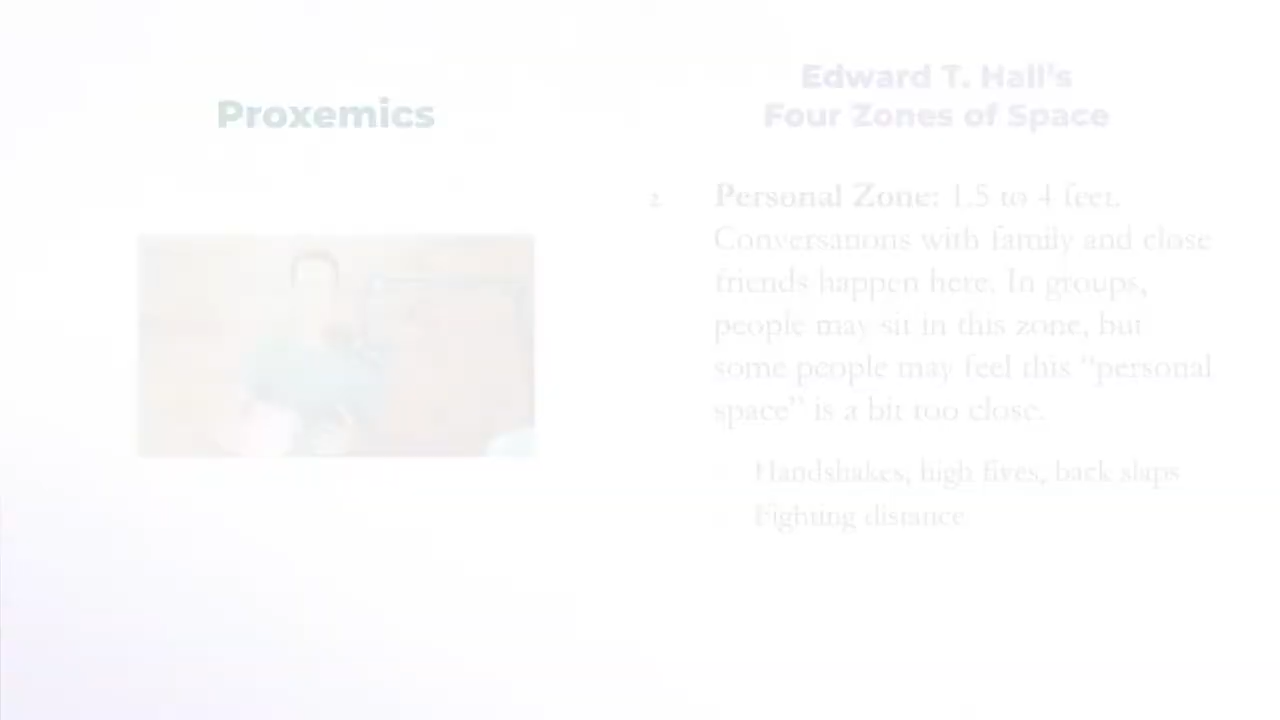 Proxemics
Edward T. Hall's
Four Zones of Space
2. Personal Zone: 1.5 to 4 feet.
Conversations with family and close
friends happen here. In groups,
people may sit in this zone, but
some people may feel this "personal
space" is a bit too close.
Handshakes, high fives, back slaps
Fighting distance